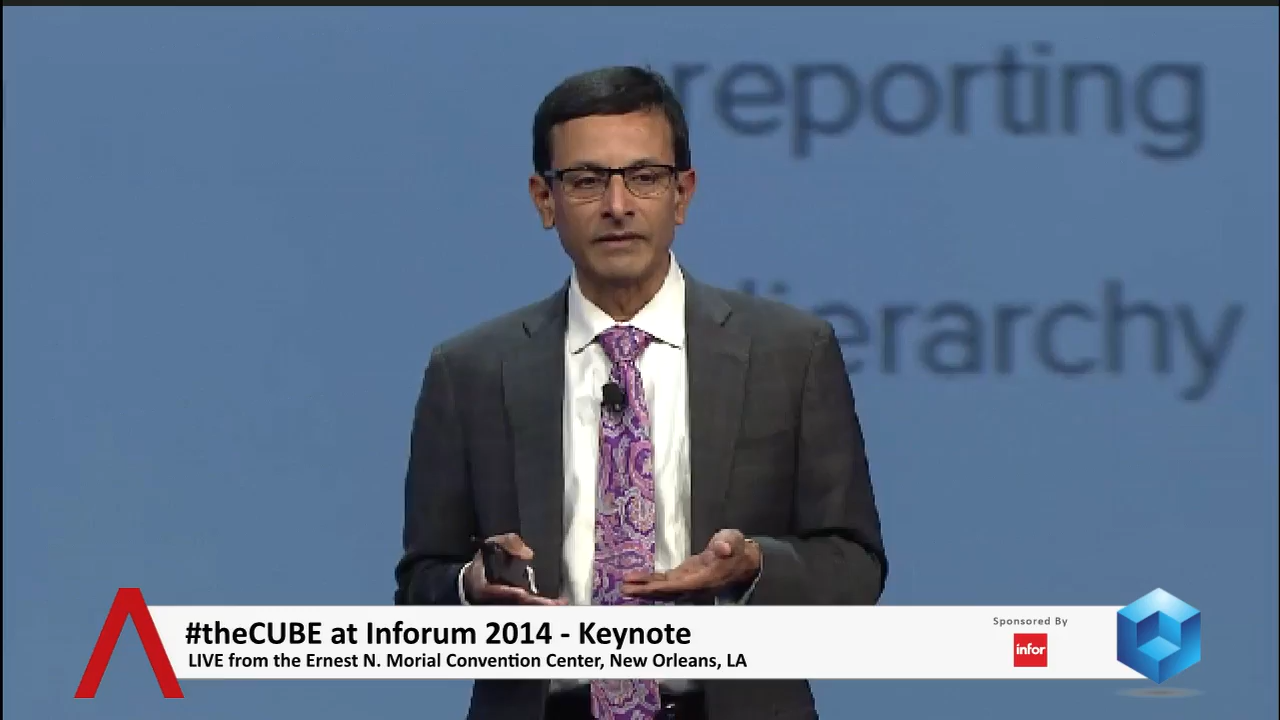 reporting
#theCUBE at Inforum 2014 - Keynote
LIVE from the Ernest N. Morial Convention Center, New Orleans, LA
Sponsored By
infor